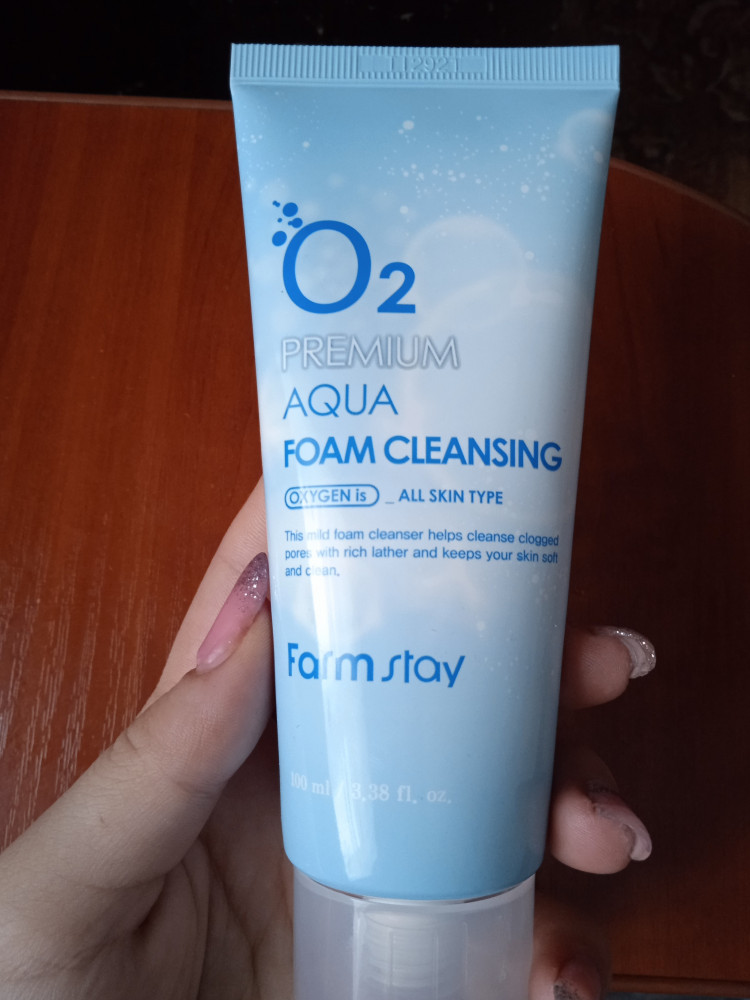 112921
O2
PREMIUM
AQUA
FOAM CLEANSING
OXYGEN is _ ALL SKIN TYPE
This mild foam cleanser helps cleanse clogged
pores with rich lather and keeps your skin soft
and clean.
Farm stay
100 ml / 3.38 fl. oz.